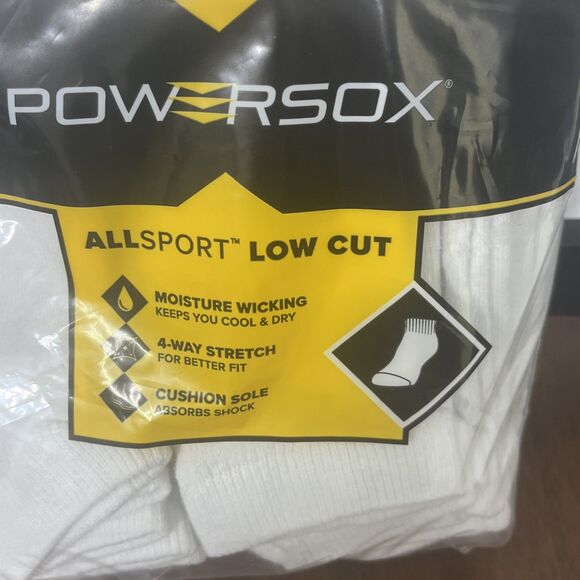 POWERSOX®
ALLSPORT™ LOW CUT
MOISTURE WICKING
KEEPS YOU COOL & DRY
4-WAY STRETCH
FOR BETTER FIT
CUSHION SOLE
ABSORBS SHOCK